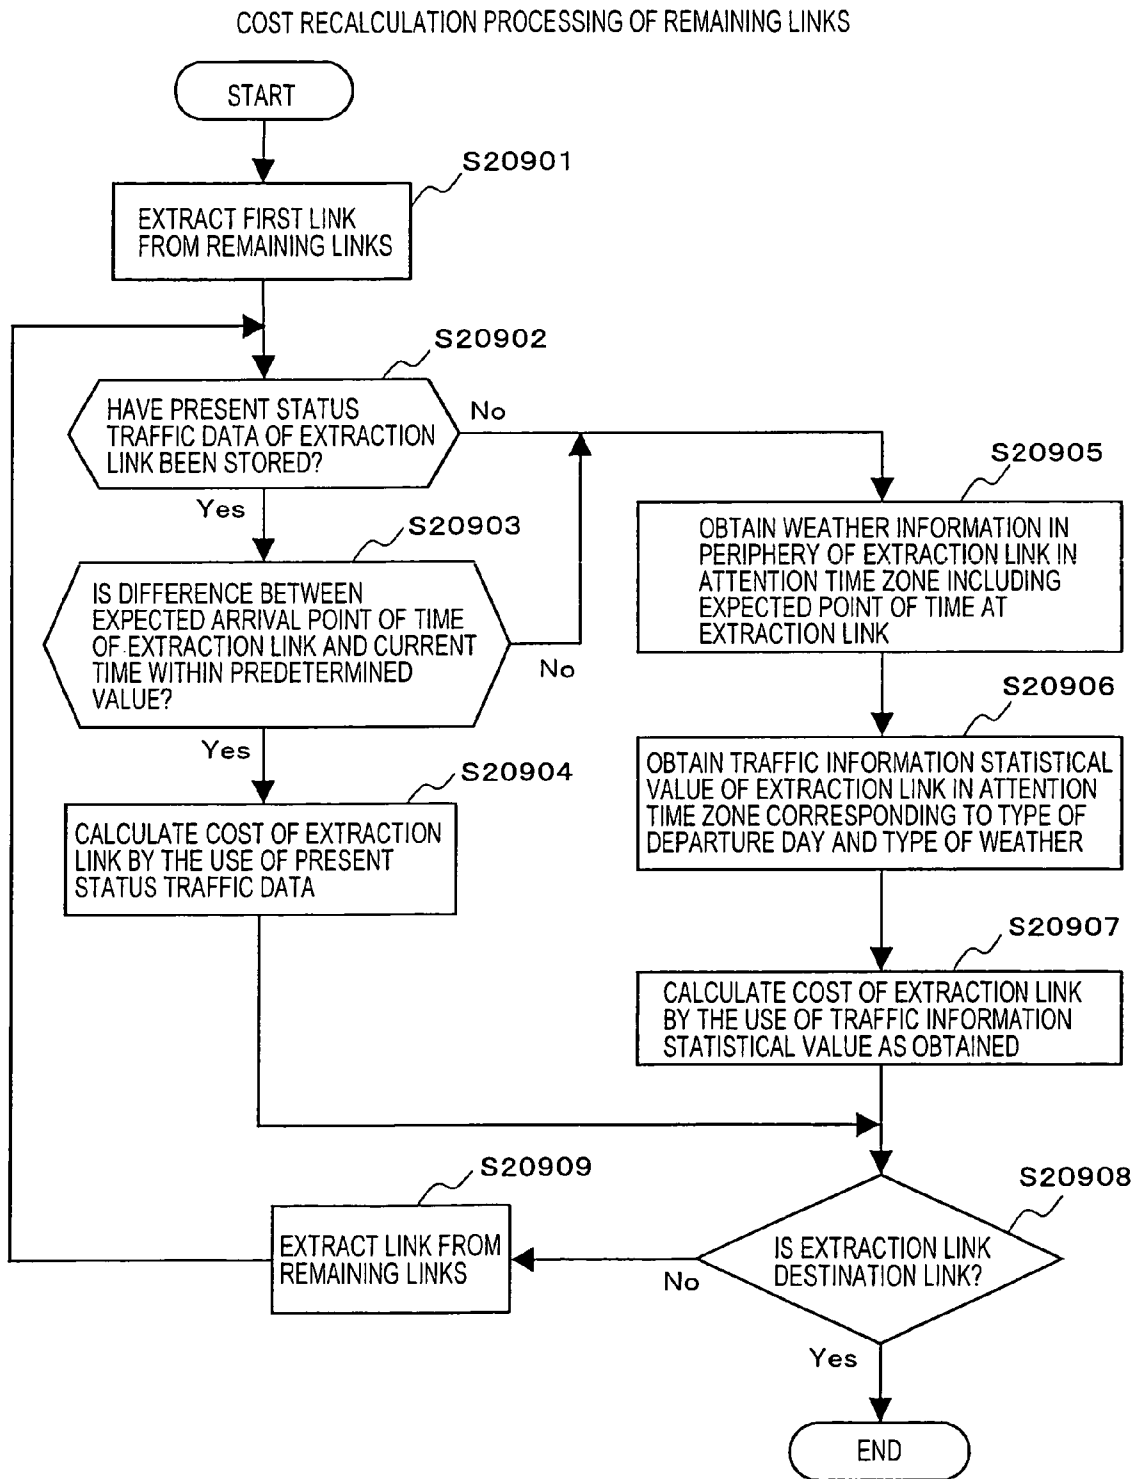 COST RECALCULATION PROCESSING OF REMAINING LINKS
START
S20901
EXTRACT FIRST LINK
FROM REMAINING LINKS
S20902
HAVE PRESENT STATUS
TRAFFIC DATA OF EXTRACTION
LINK BEEN STORED?
No
Yes
S20903
IS DIFFERENCE BETWEEN
EXPECTED ARRIVAL POINT OF TIME
OF EXTRACTION LINK AND CURRENT
TIME WITHIN PREDETERMINED
VALUE?
No
Yes
S20904
CALCULATE COST OF EXTRACTION
LINK BY THE USE OF PRESENT
STATUS TRAFFIC DATA
S20905
OBTAIN WEATHER INFORMATION IN
PERIPHERY OF EXTRACTION LINK IN
ATTENTION TIME ZONE INCLUDING
EXPECTED POINT OF TIME AT
EXTRACTION LINK
S20906
OBTAIN TRAFFIC INFORMATION STATISTICAL
VALUE OF EXTRACTION LINK IN ATTENTION
TIME ZONE CORRESPONDING TO TYPE OF
DEPARTURE DAY AND TYPE OF WEATHER
S20907
CALCULATE COST OF EXTRACTION LINK
BY THE USE OF TRAFFIC INFORMATION
STATISTICAL VALUE AS OBTAINED
S20908
IS EXTRACTION LINK
DESTINATION LINK?
No
Yes
S20909
EXTRACT LINK FROM
REMAINING LINKS
END